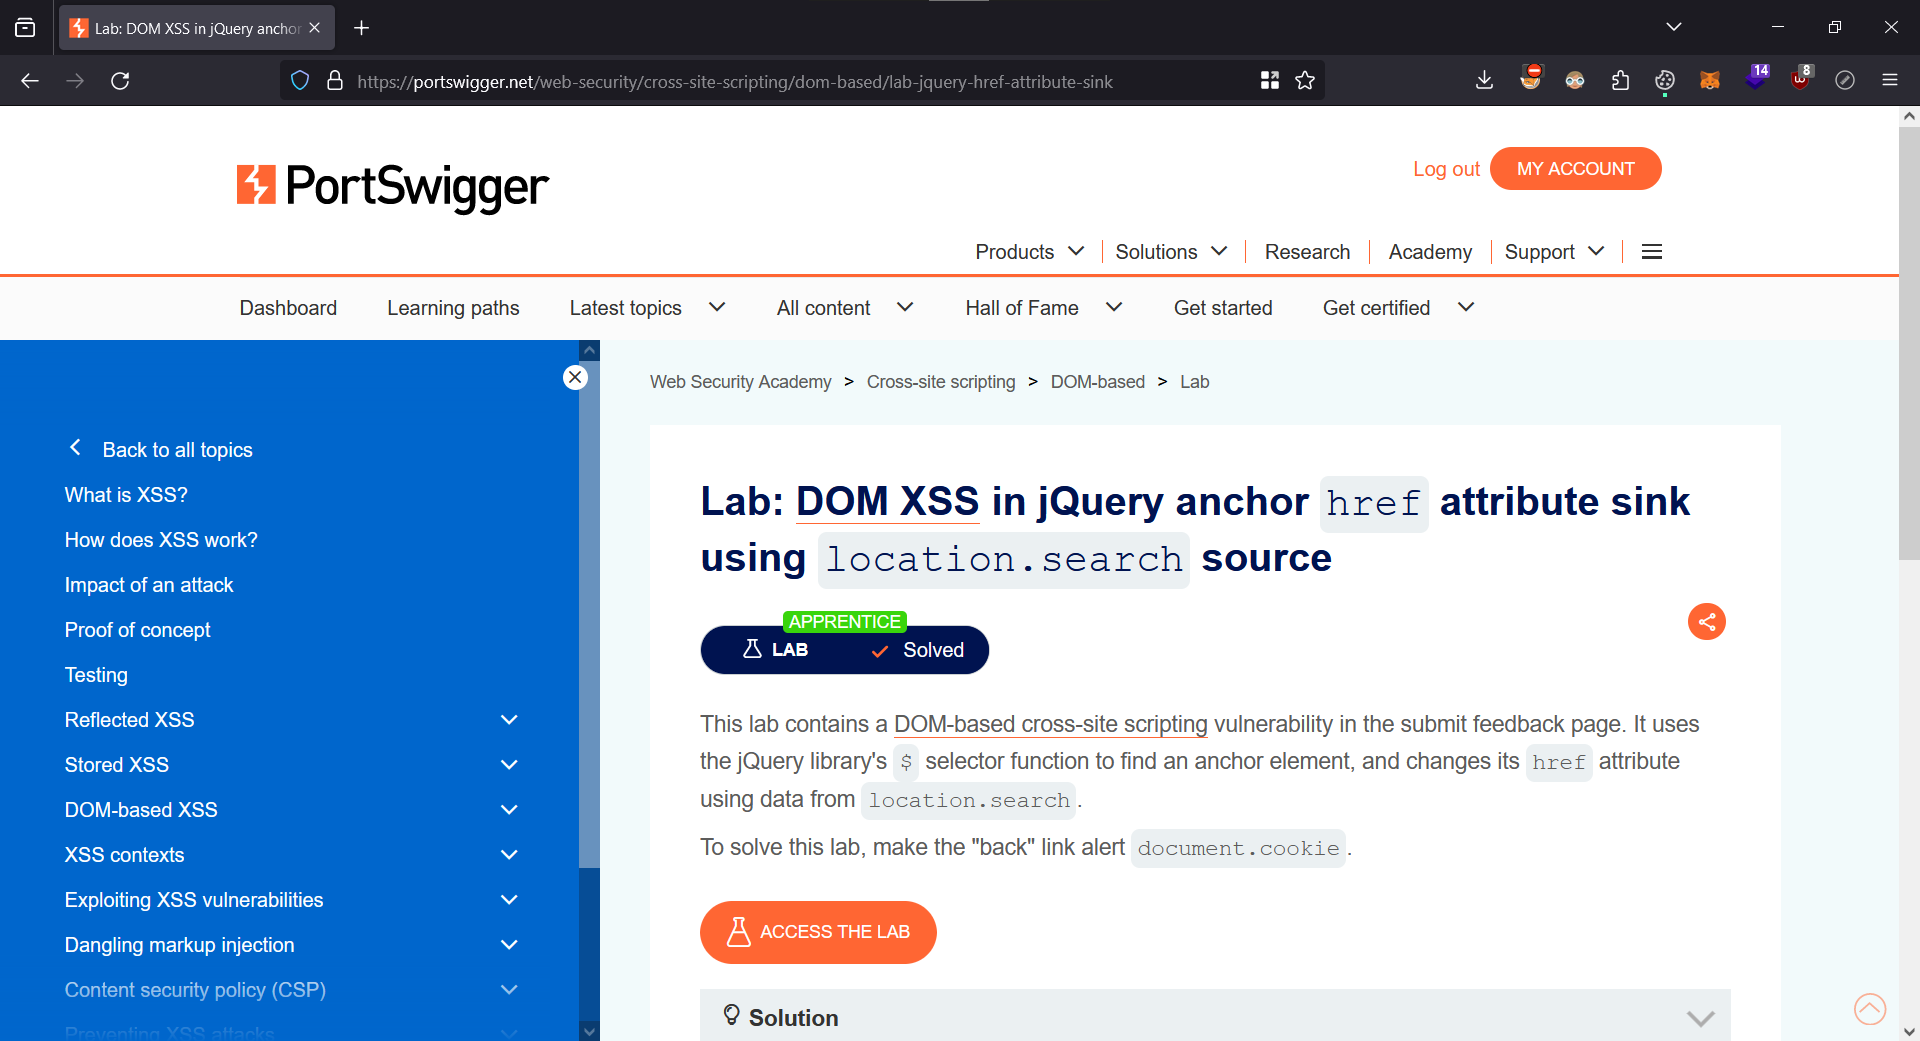 Lab: DOM XSS in jQuery anchor
https://portswigger.net/web-security/cross-site-scripting/dom-based/lab-jquery-href-attribute-sink
14
8
PortSwigger
Log out
MY ACCOUNT
Products
Solutions
Research
Academy
Support
Dashboard
Learning paths
Latest topics
All content
Hall of Fame
Get started
Get certified
Back to all topics
What is XSS?
How does XSS work?
Impact of an attack
Proof of concept
Testing
Reflected XSS
Stored XSS
DOM-based XSS
XSS contexts
Exploiting XSS vulnerabilities
Dangling markup injection
Content security policy (CSP)
Preventing XSS attacks
Web Security Academy > Cross-site scripting > DOM-based > Lab
Lab: DOM XSS in jQuery anchor href attribute sink
using location.search source
APPRENTICE
LAB
Solved
This lab contains a DOM-based cross-site scripting vulnerability in the submit feedback page. It uses
the jQuery library's $ selector function to find an anchor element, and changes its href attribute
using data from location.search.
To solve this lab, make the "back" link alert document.cookie.
ACCESS THE LAB
Solution